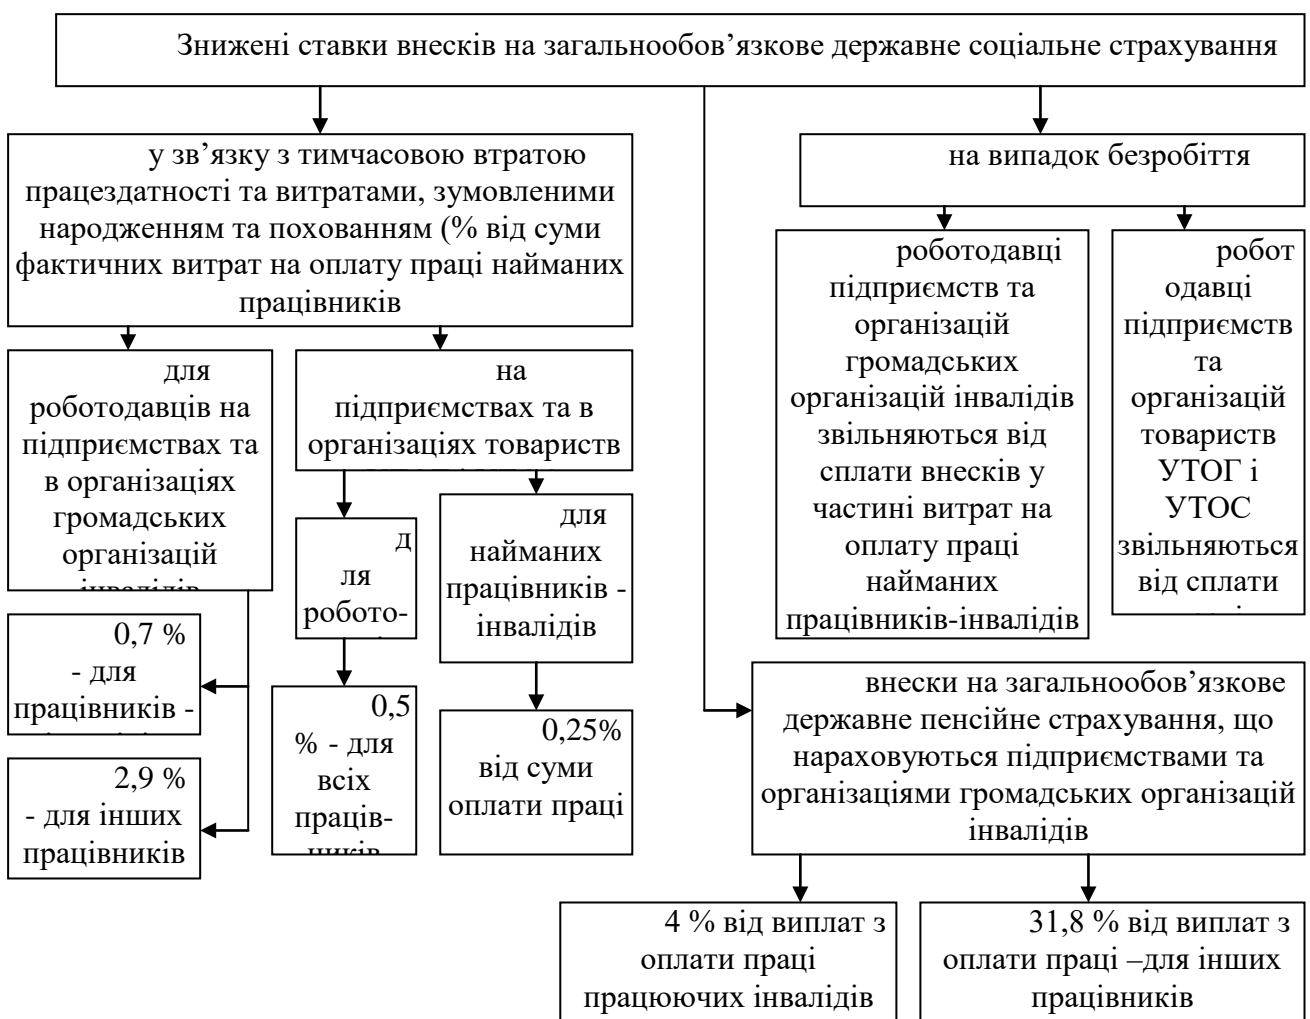 Знижені ставки внесків на загальнообов’язкове державне соціальне страхування
у зв’язку з тимчасовою втратою
працездатності та витратами, зумовленими
народженням та похованням (% від суми
фактичних витрат на оплату праці найманих
працівників
на випадок безробіття
для
роботодавців на
підприємствах та
в організаціях
громадських
організацій
інвалідів
на
підприємствах та в
організаціях товариств
роботодавці
підприємств та
організацій
громадських
організацій інвалідів
звільняються від
сплати внесків у
частині витрат на
оплату праці
найманих
працівників-інвалідів
робот
одавці
підприємств
та
організацій
товариств
УТОГ і
УТОС
звільняються
від сплати
д
ля
робото-
для
найманих
працівників -
інвалідів
0,7 %
- для
працівників -
2,9 %
- для інших
працівників
0,5
% - для
всіх
праців-
ників
0,25%
від суми
оплати праці
внески на загальнообов’язкове
державне пенсійне страхування, що
нараховуються підприємствами та
організаціями громадських організацій
інвалідів
4 % від виплат з
оплати праці
працюючих інвалідів
31,8 % від виплат з
оплати праці –для інших
працівників